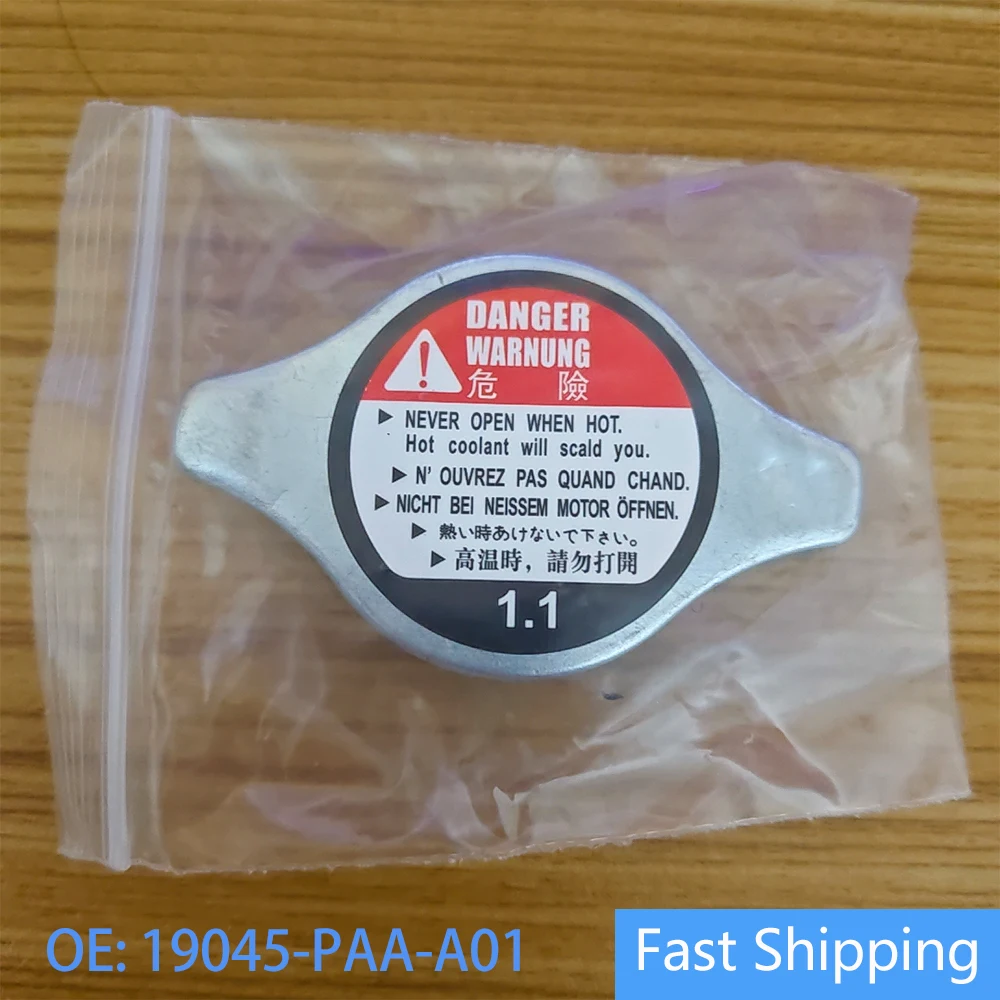 DANGER
WARNUNG
危 險
▶ NEVER OPEN WHEN HOT.
Hot coolant will scald you.
▶ N' OUVREZ PAS QUAND CHAND.
▶ NICHT BEI NEISSEM MOTOR ÖFFNEN.
▶ 熱い時あけないで下さい。
▶ 高温時，請勿打開
1.1
OE: 19045-PAA-A01
Fast Shipping